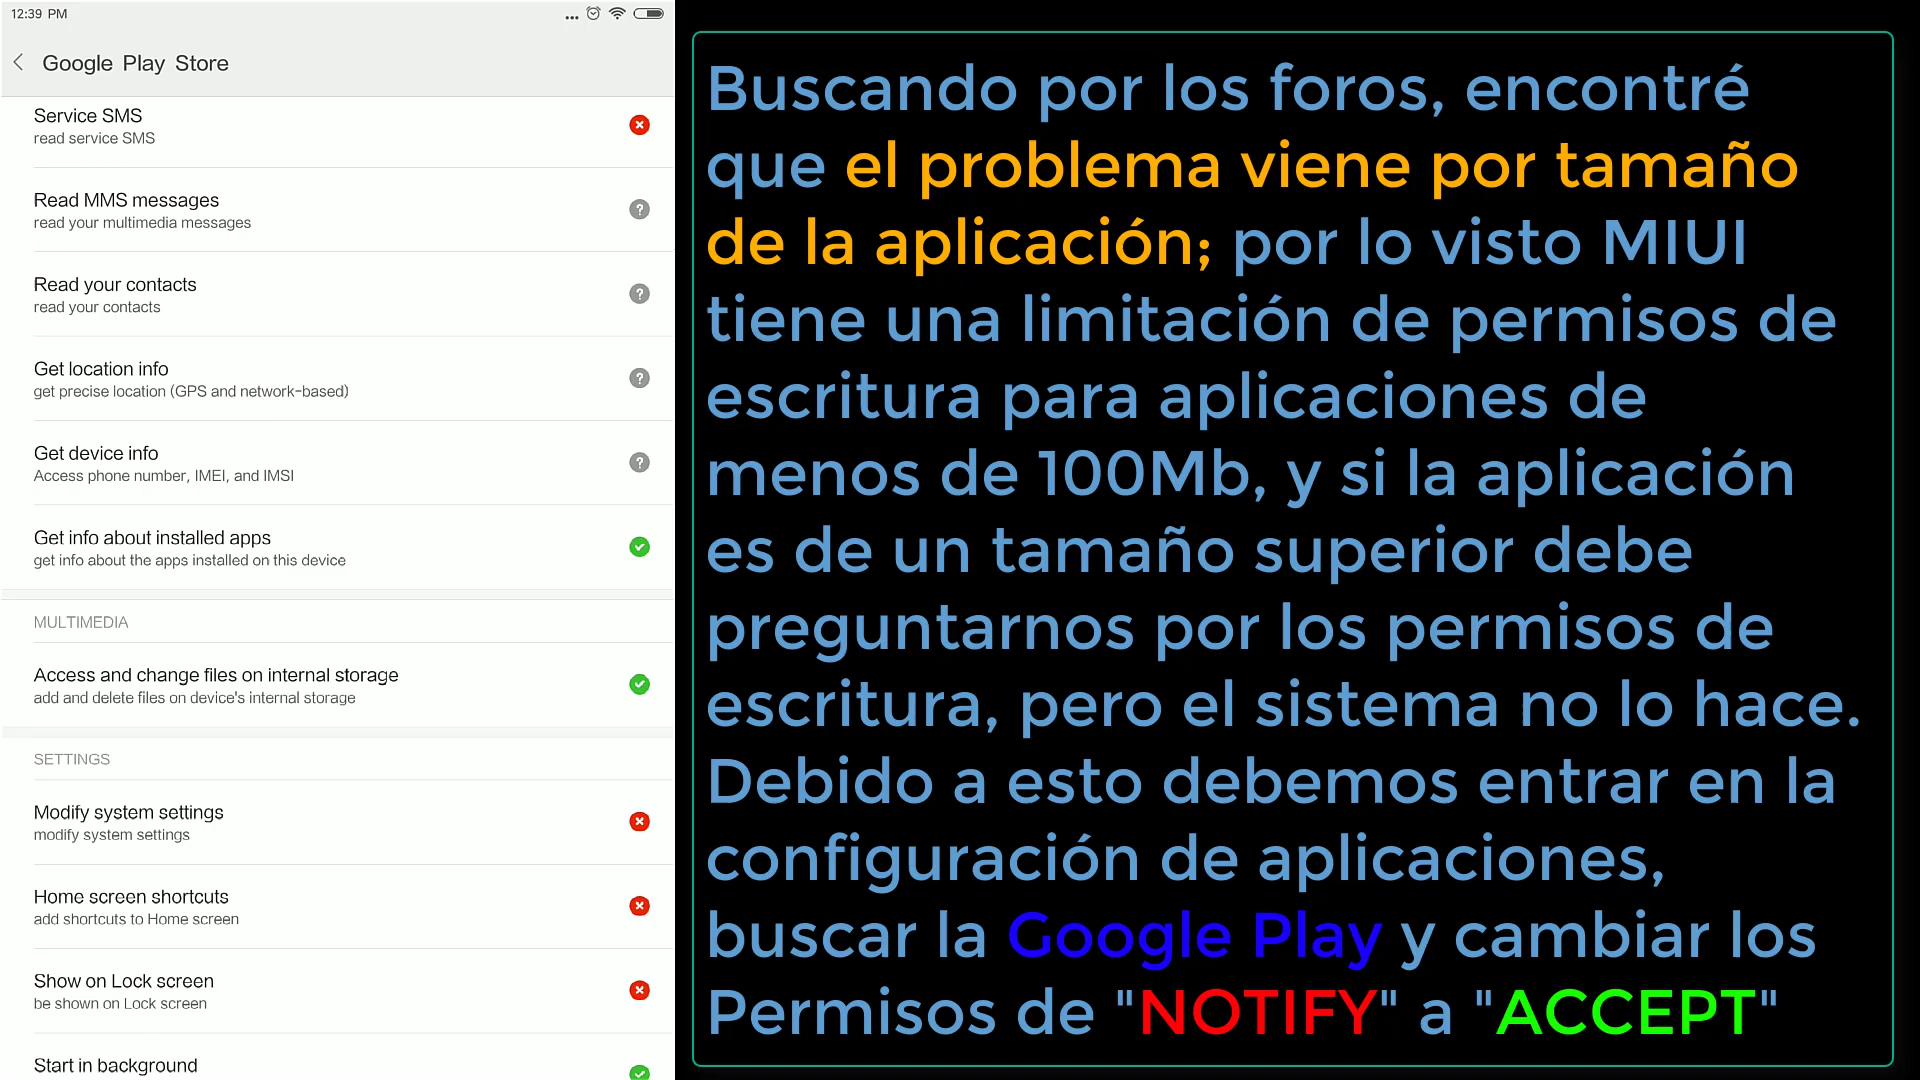 12:39 PM
Google Play Store
Service SMS
read service SMS
Read MMS messages
read your multimedia messages
Read your contacts
read your contacts
Get location info
get precise location (GPS and network-based)
Get device info
Access phone number, IMEI, and IMSI
Get info about installed apps
get info about the apps installed on this device
MULTIMEDIA
Access and change files on internal storage
add and delete files on device's internal storage
SETTINGS
Modify system settings
modify system settings
Home screen shortcuts
add shortcuts to Home screen
Show on Lock screen
be shown on Lock screen
Start in background
Buscando por los foros, encontré
que el problema viene por tamaño
de la aplicación; por lo visto MIUI
tiene una limitación de permisos de
escritura para aplicaciones de
menos de 100Mb, y si la aplicación
es de un tamaño superior debe
preguntarnos por los permisos de
escritura, pero el sistema no lo hace.
Debido a esto debemos entrar en la
configuración de aplicaciones,
buscar la Google Play y cambiar los
Permisos de "NOTIFY" a "ACCEPT"